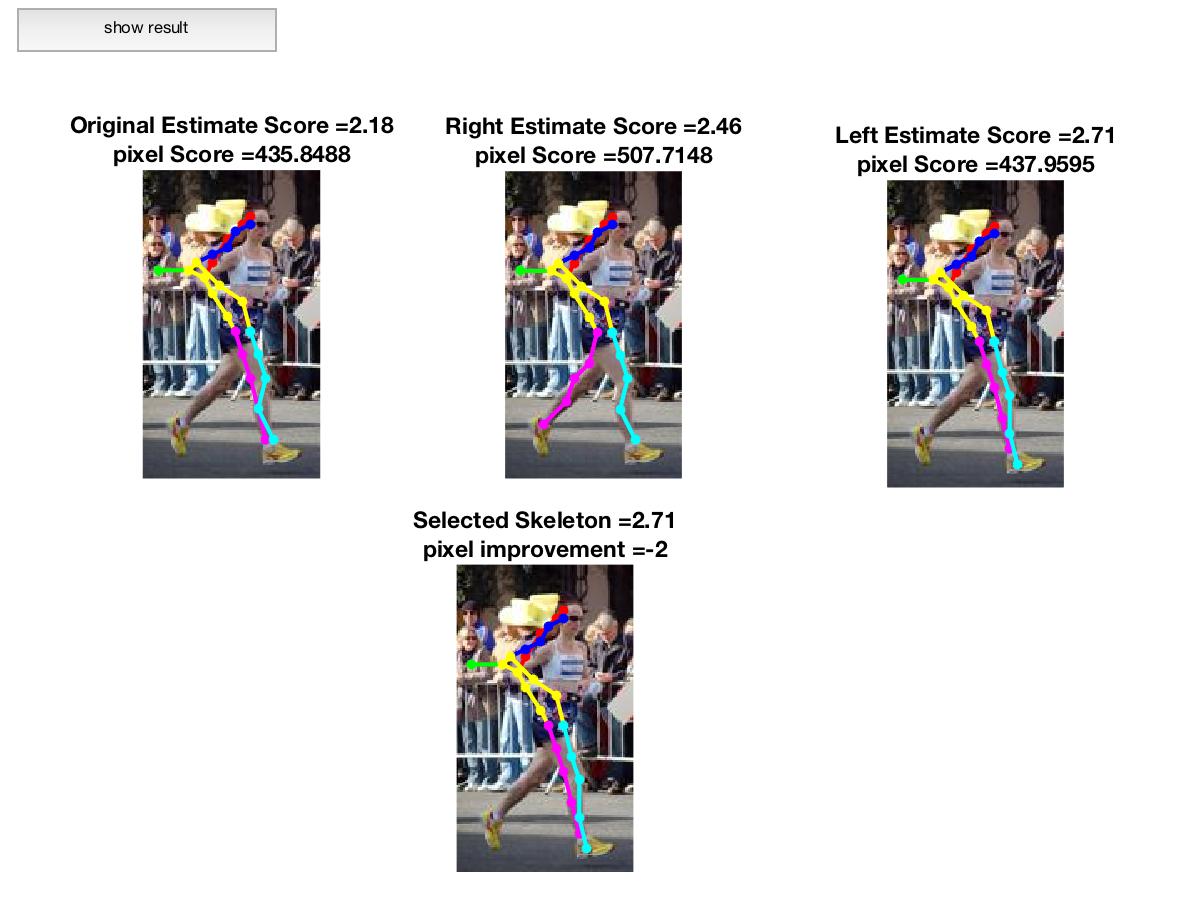 show result
Original Estimate Score =2.18
pixel Score =435.8488
Right Estimate Score =2.46
pixel Score =507.7148
Left Estimate Score =2.71
pixel Score =437.9595
Selected Skeleton =2.71
pixel improvement =-2